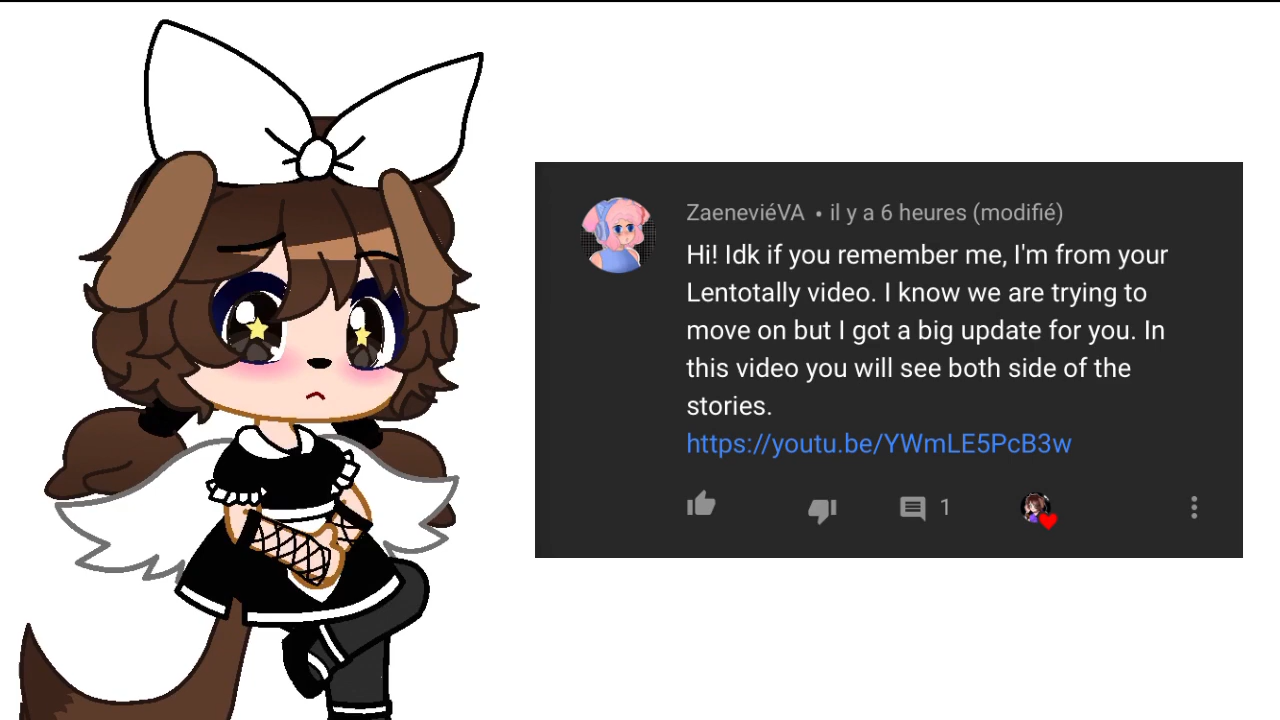 ZaeneviéVA • il y a 6 heures (modifié)
Hi! Idk if you remember me, I'm from your
Lentotally video. I know we are trying to
move on but I got a big update for you. In
this video you will see both side of the
stories.
https://youtu.be/YWmLE5PcB3w
1